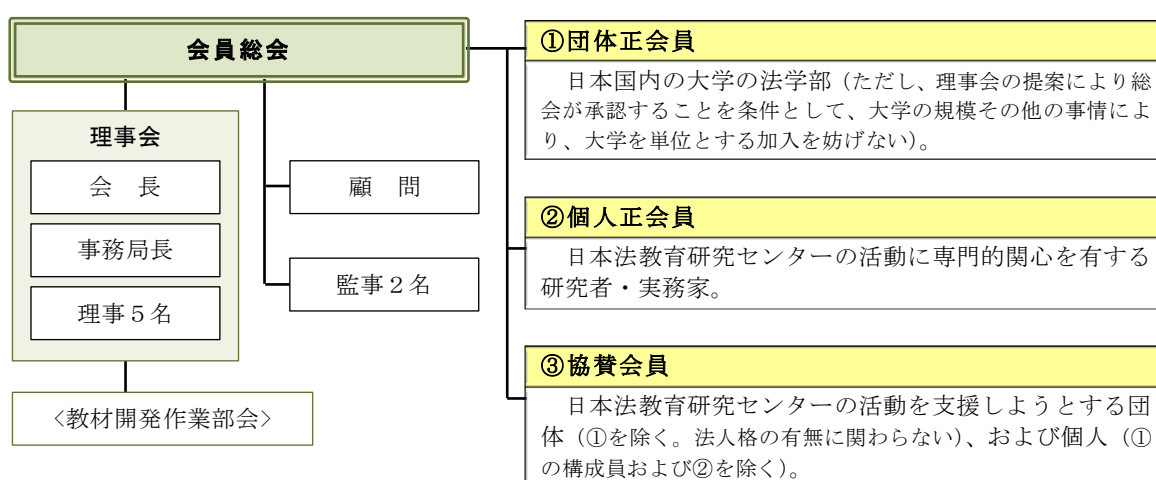 会員総会
理事会
会　長
事務局長
理事５名
<教材開発作業部会>
顧　問
監事２名
①団体正会員
日本国内の大学の法学部（ただし、理事会の提案により総
会が承認することを条件として、大学の規模その他の事情によ
り、大学を単位とする加入を妨げない）。
②個人正会員
日本法教育研究センターの活動に専門的関心を有する
研究者・実務家。
③協賛会員
日本法教育研究センターの活動を支援しようとする団
体（①を除く。法人格の有無に関わらない）、および個人（①
の構成員および②を除く）。